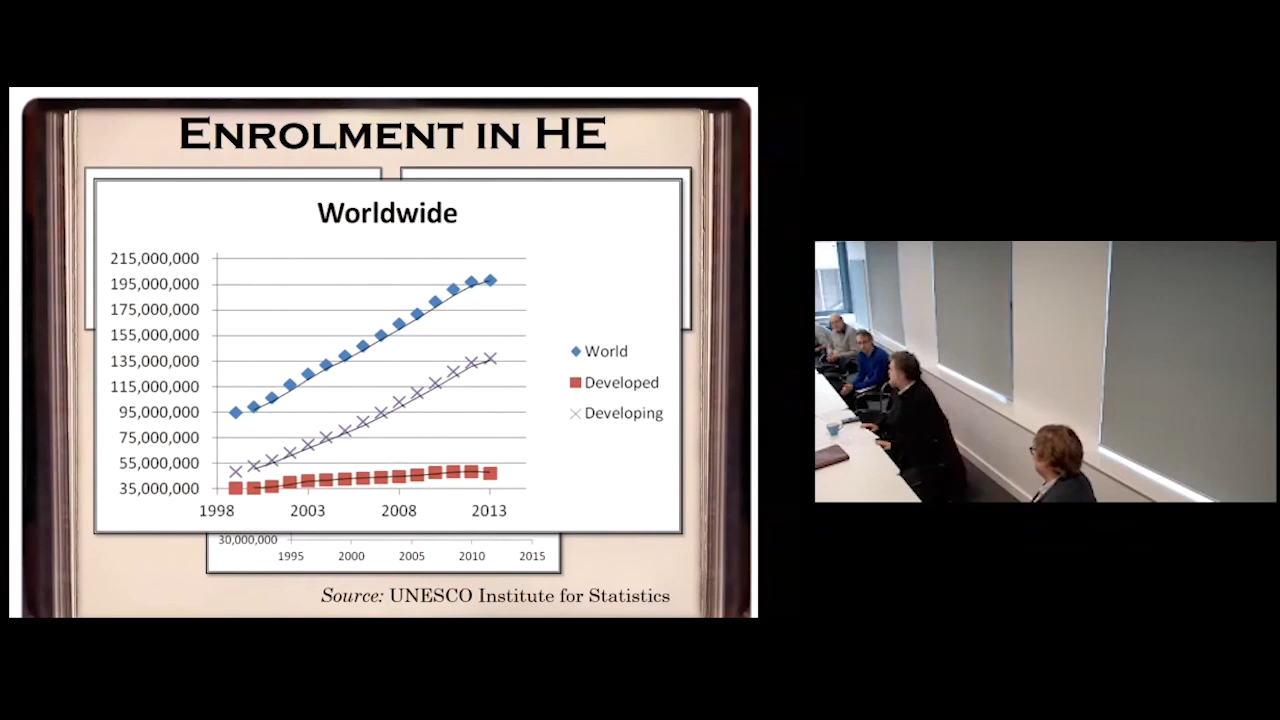 ENROLMENT IN HE
Worldwide
215,000,000
195,000,000
175,000,000
155,000,000
135,000,000
115,000,000
95,000,000
75,000,000
55,000,000
35,000,000
1998 2003 2008 2013
World
Developed
Developing
30,000,000
1995 2000 2005 2010 2015
Source: UNESCO Institute for Statistics